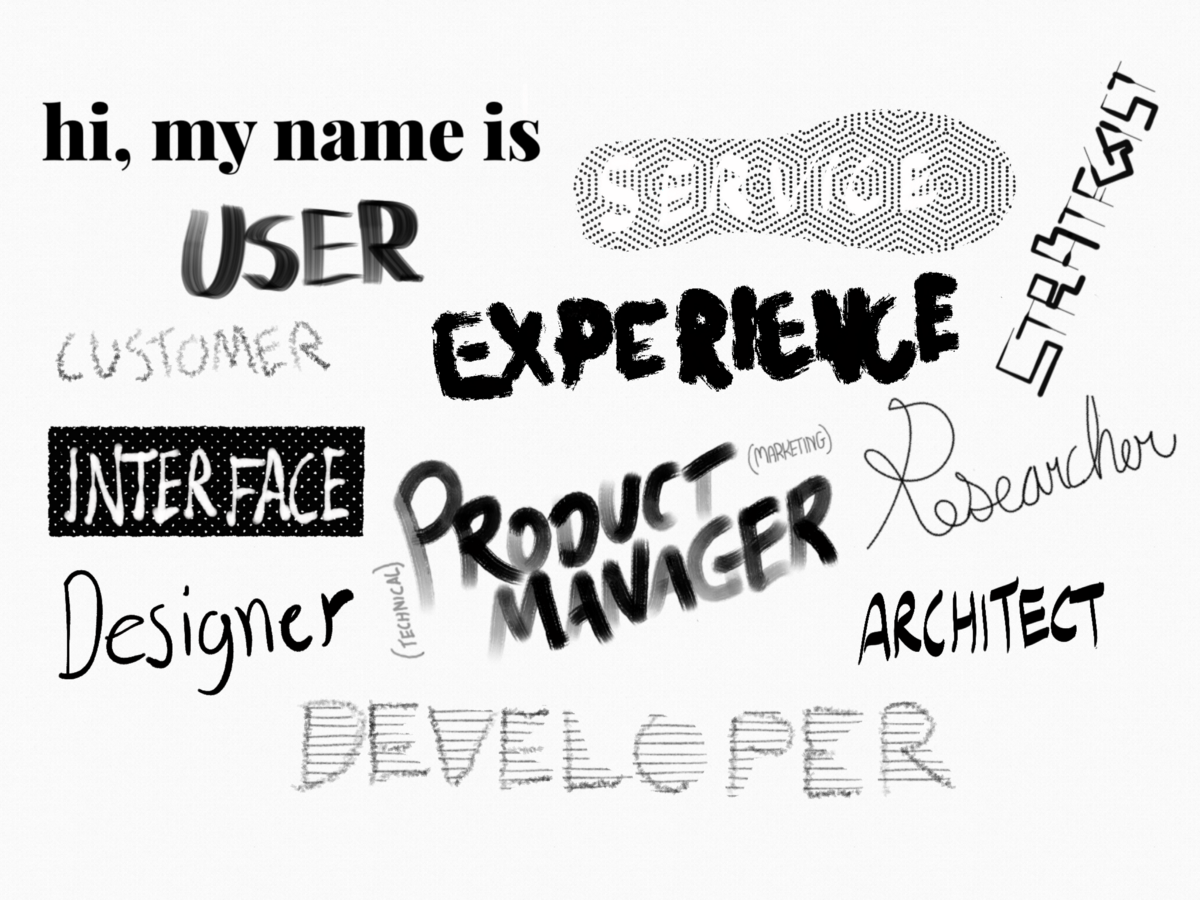 hi, my name is
SERVICE
STRATEGIST
USER
EXPERIENCE
CUSTOMER
INTERFACE
PRODUCT
(MARKETING)
MANAGER
(TECHNICAL)
Researcher
Designer
ARCHITECT
DEVELOPER